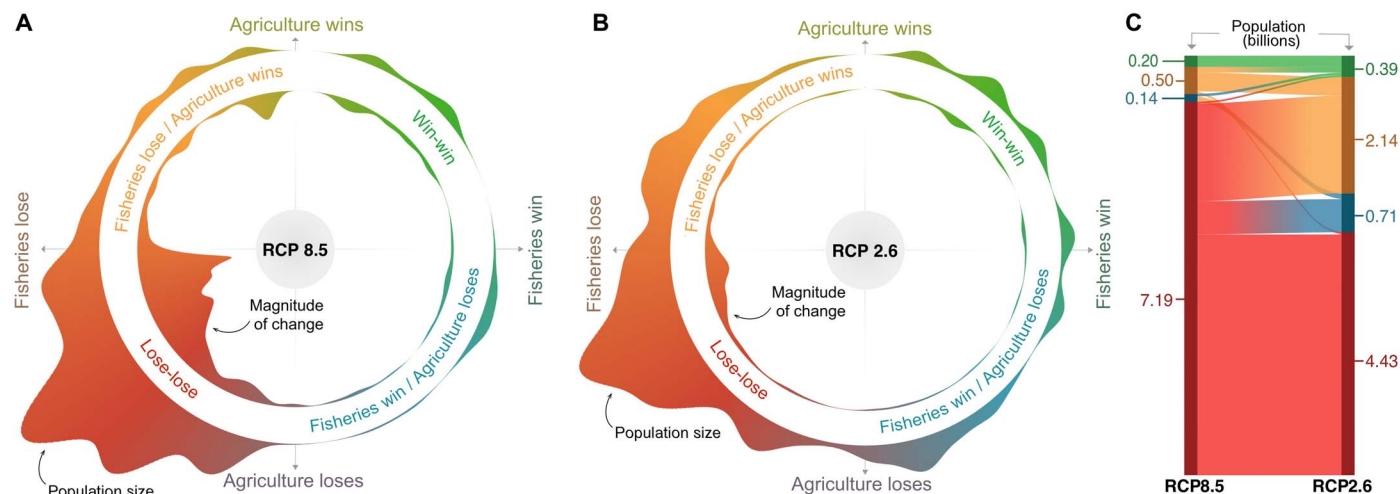 A
Agriculture wins
Fisheries lose / Agriculture wins
Win-win
Fisheries lose
RCP 8.5
Fisheries win
Magnitude
of change
Lose-lose
Fisheries win / Agriculture loses
Agriculture loses
Population size
B
Agriculture wins
Fisheries lose / Agriculture wins
Win-win
Fisheries lose
RCP 2.6
Fisheries win
Magnitude
of change
Lose-lose
Fisheries win / Agriculture loses
Population size
Agriculture loses
C
Population
(billions)
0.20
0.50
0.14
7.19
0.39
2.14
0.71
4.43
RCP8.5
RCP2.6